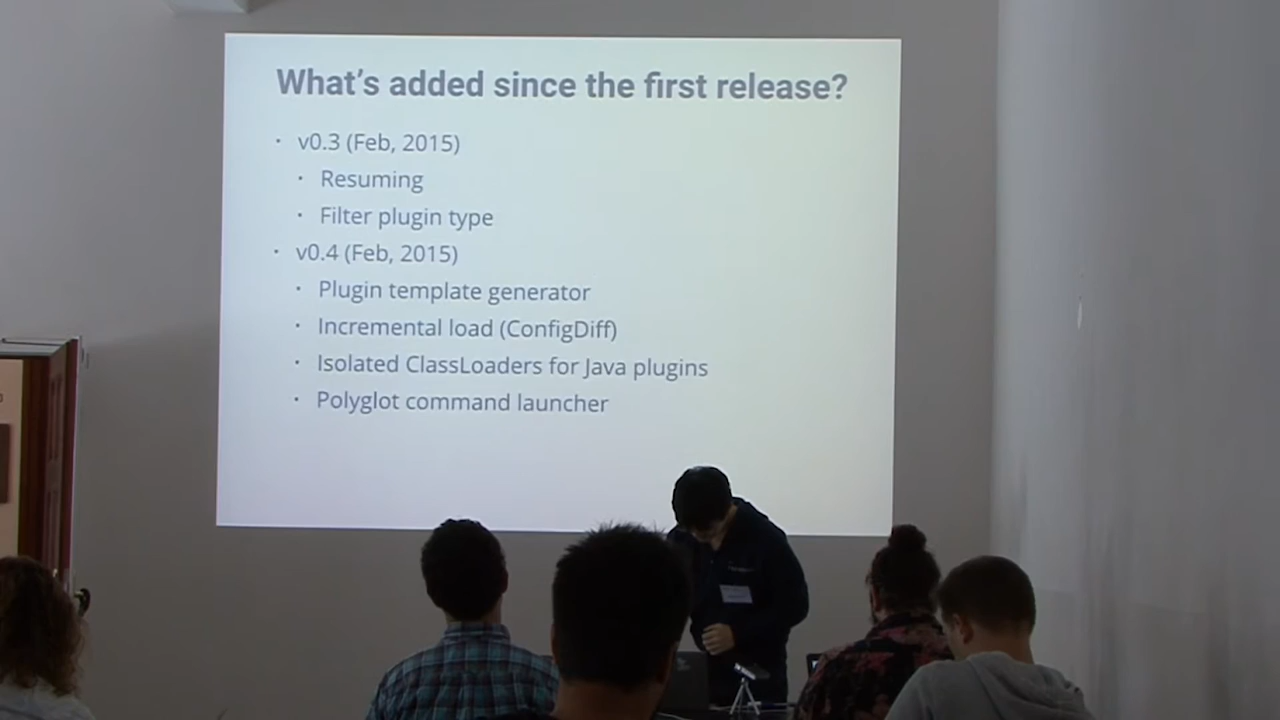 What's added since the first release?
· v0.3 (Feb, 2015)
· Resuming
· Filter plugin type
· v0.4 (Feb, 2015)
· Plugin template generator
· Incremental load (ConfigDiff)
· Isolated ClassLoaders for Java plugins
· Polyglot command launcher